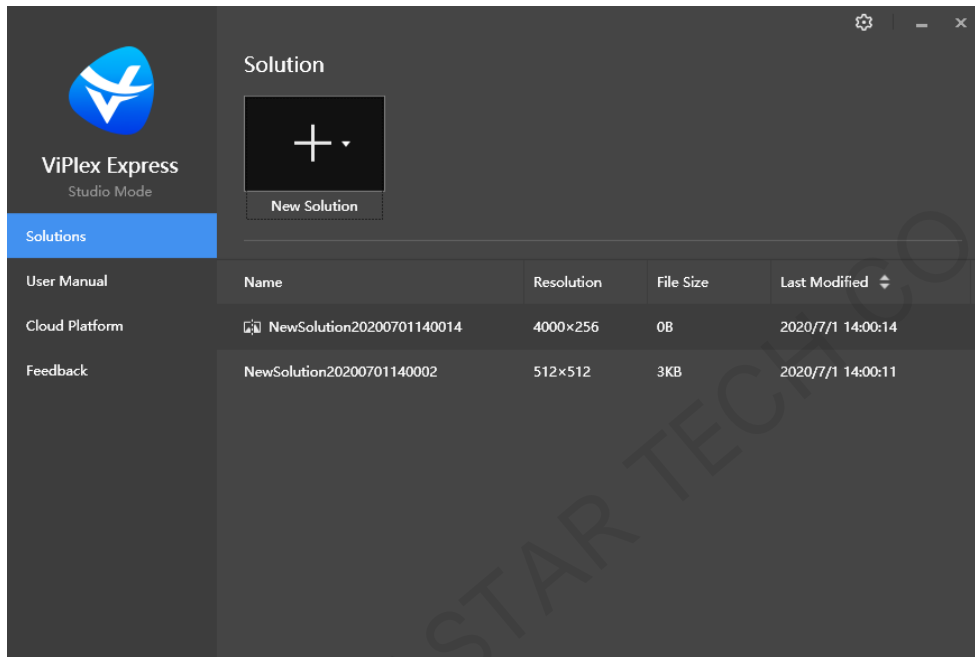 Solution
ViPlex Express
Studio Mode
New Solution
Solutions
User Manual
Cloud Platform
Feedback
Name Resolution File Size Last Modified
NewSolution20200701140014 4000×256 0B 2020/7/1 14:00:14
NewSolution20200701140002 512×512 3KB 2020/7/1 14:00:11
STAR TECH CO